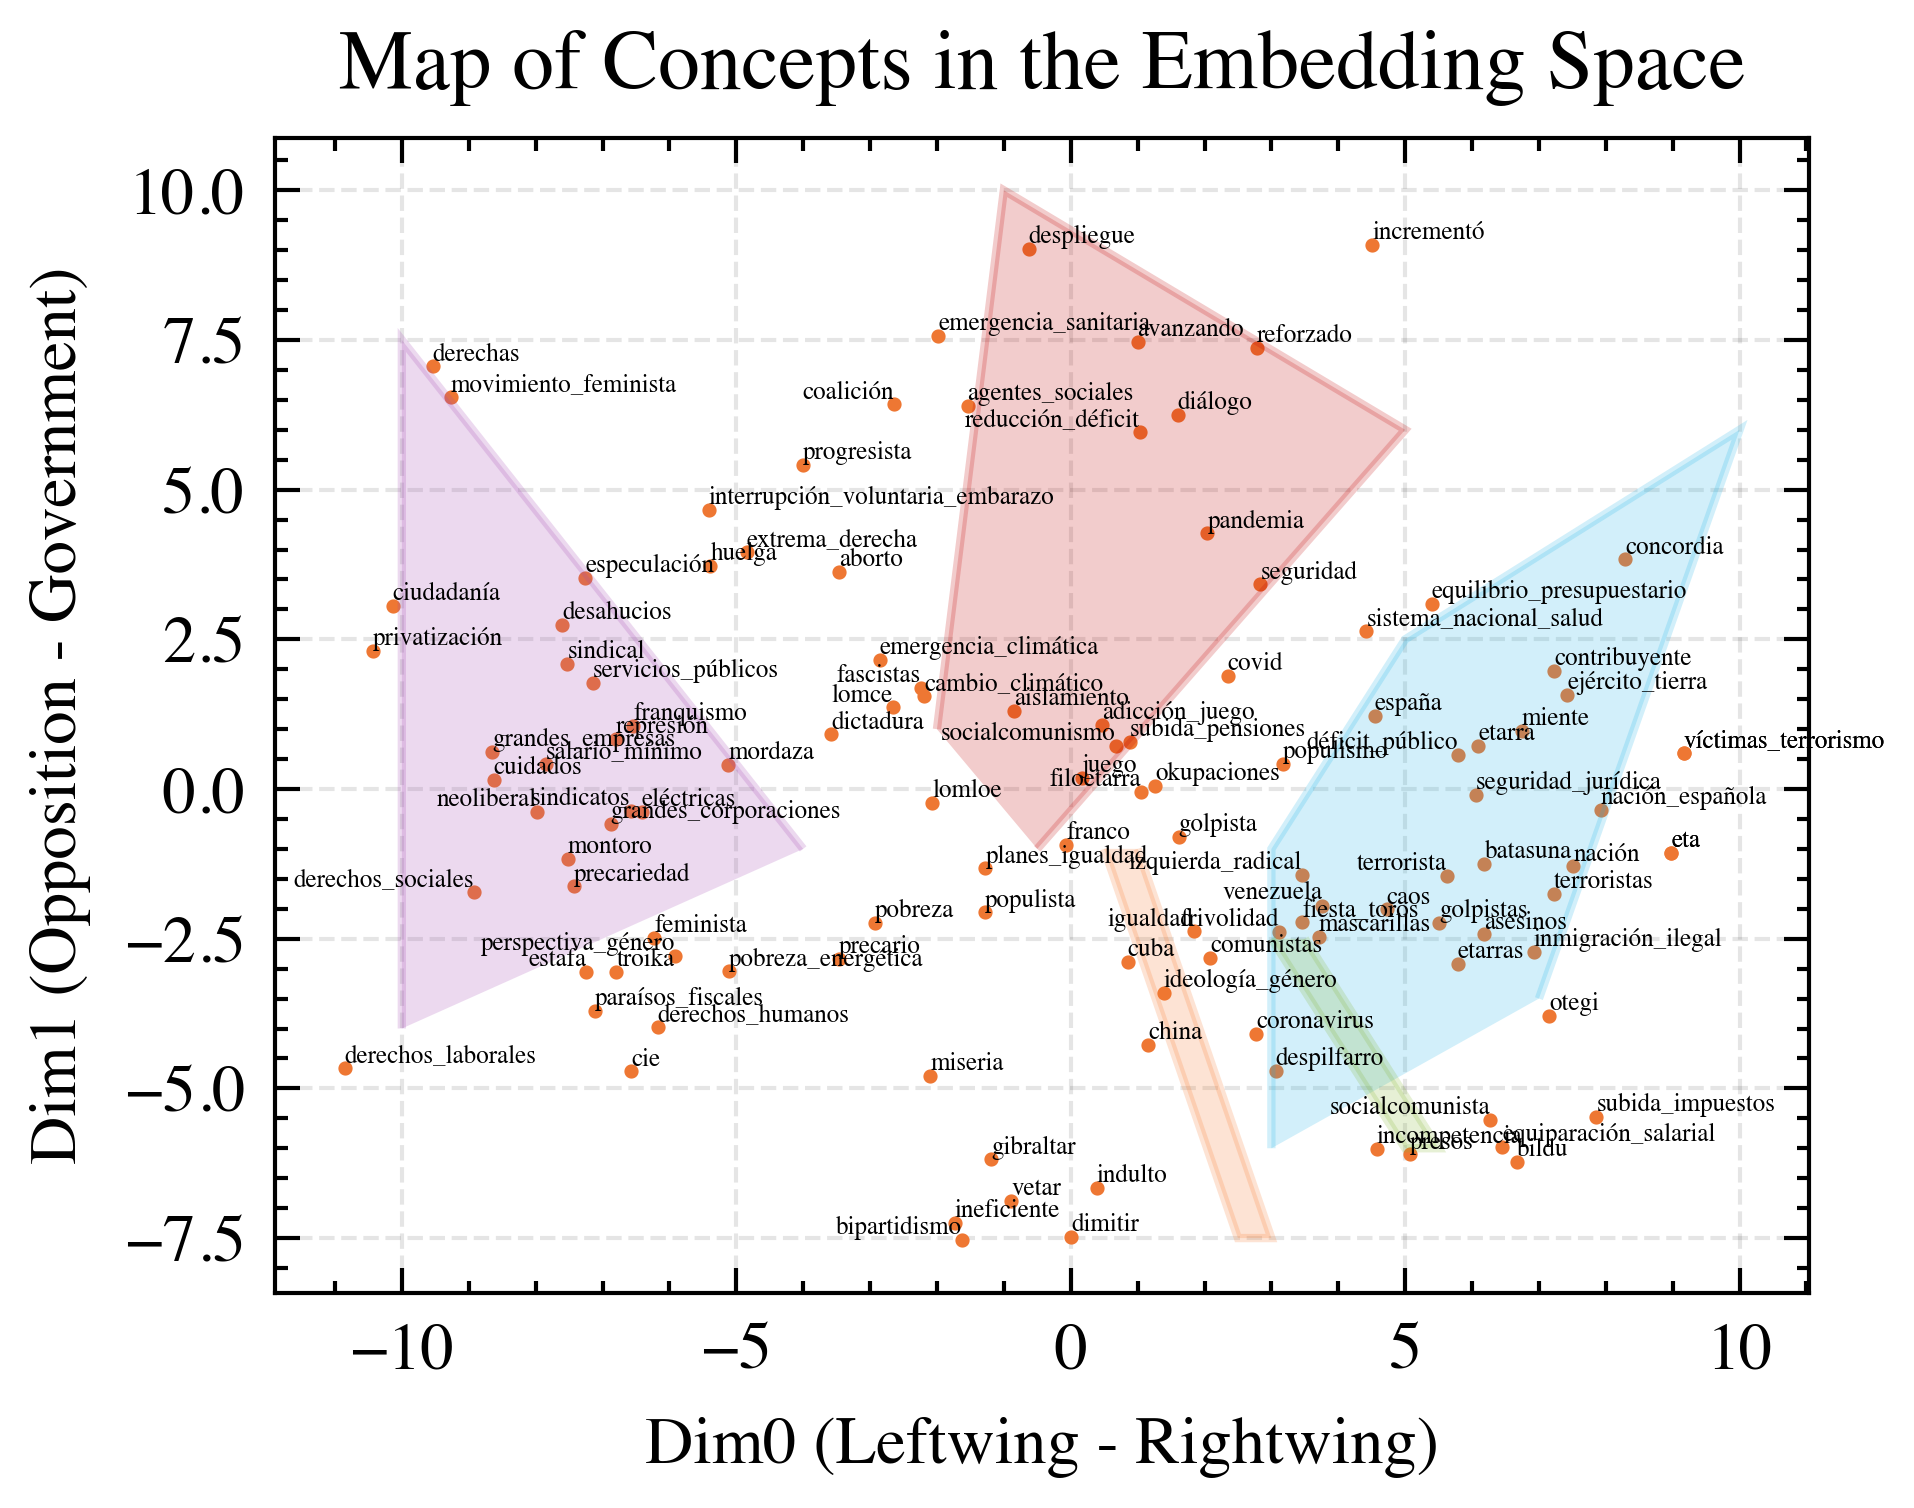 Map of Concepts in the Embedding Space
Dim1 (Opposition - Government)
10.0
7.5
5.0
2.5
0.0
−2.5
−5.0
−7.5
despliegue
incrementó
emergencia_sanitaria
avanzando
reforzado
derechas
movimiento_feminista
coalición
agentes_sociales
diálogo
reducción_déficit
progresista
interrupción_voluntaria_embarazo
pandemia
extrema_derecha
huelga
aborto
concordia
especulación
seguridad
ciudadanía
equilibrio_presupuestario
desahucios
sistema_nacional_salud
privatización
sindical
emergencia_climática
servicios_públicos
covid
contribuyente
fascistas
cambio_climático
ejército_tierra
lomce
aislamiento
españa
franquismo
represión
dictadura
adicción_juego
miente
etarra
socialcomunismo
subida_pensiones
déficit_público
populismo
víctimas_terrorismo
grandes_empresas
salario_mínimo
mordaza
cuidados
juego
filoetarra
okupaciones
seguridad_jurídica
lomloe
nación_española
neoliberal
sindicatos
eléctricas
grandes_corporaciones
franco
golpista
eta
montoro
planes_igualdad
izquierda_radical
terrorista
batasuna
nación
precariedad
derechos_sociales
terroristas
venezuela
caos
populista
pobreza
fiesta_toros
igualdad
frivolidad
mascarillas
golpistas
asesinos
feminista
perspectiva_género
precario
cuba
comunistas
etarras
inmigración_ilegal
estafa
troika
pobreza_energética
ideología_género
paraísos_fiscales
derechos_humanos
otegi
china
coronavirus
derechos_laborales
cie
miseria
despilfarro
socialcomunista
subida_impuestos
incompetencia
presos
equiparación_salarial
bildu
gibraltar
indulto
vetar
ineficiente
bipartidismo
dimitir
−10
−5
0
5
10
Dim0 (Leftwing - Rightwing)